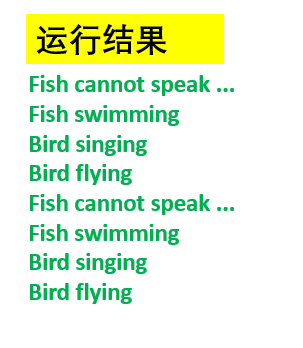 运行结果
Fish cannot speak ...
Fish swimming
Bird singing
Bird flying
Fish cannot speak ...
Fish swimming
Bird singing
Bird flying